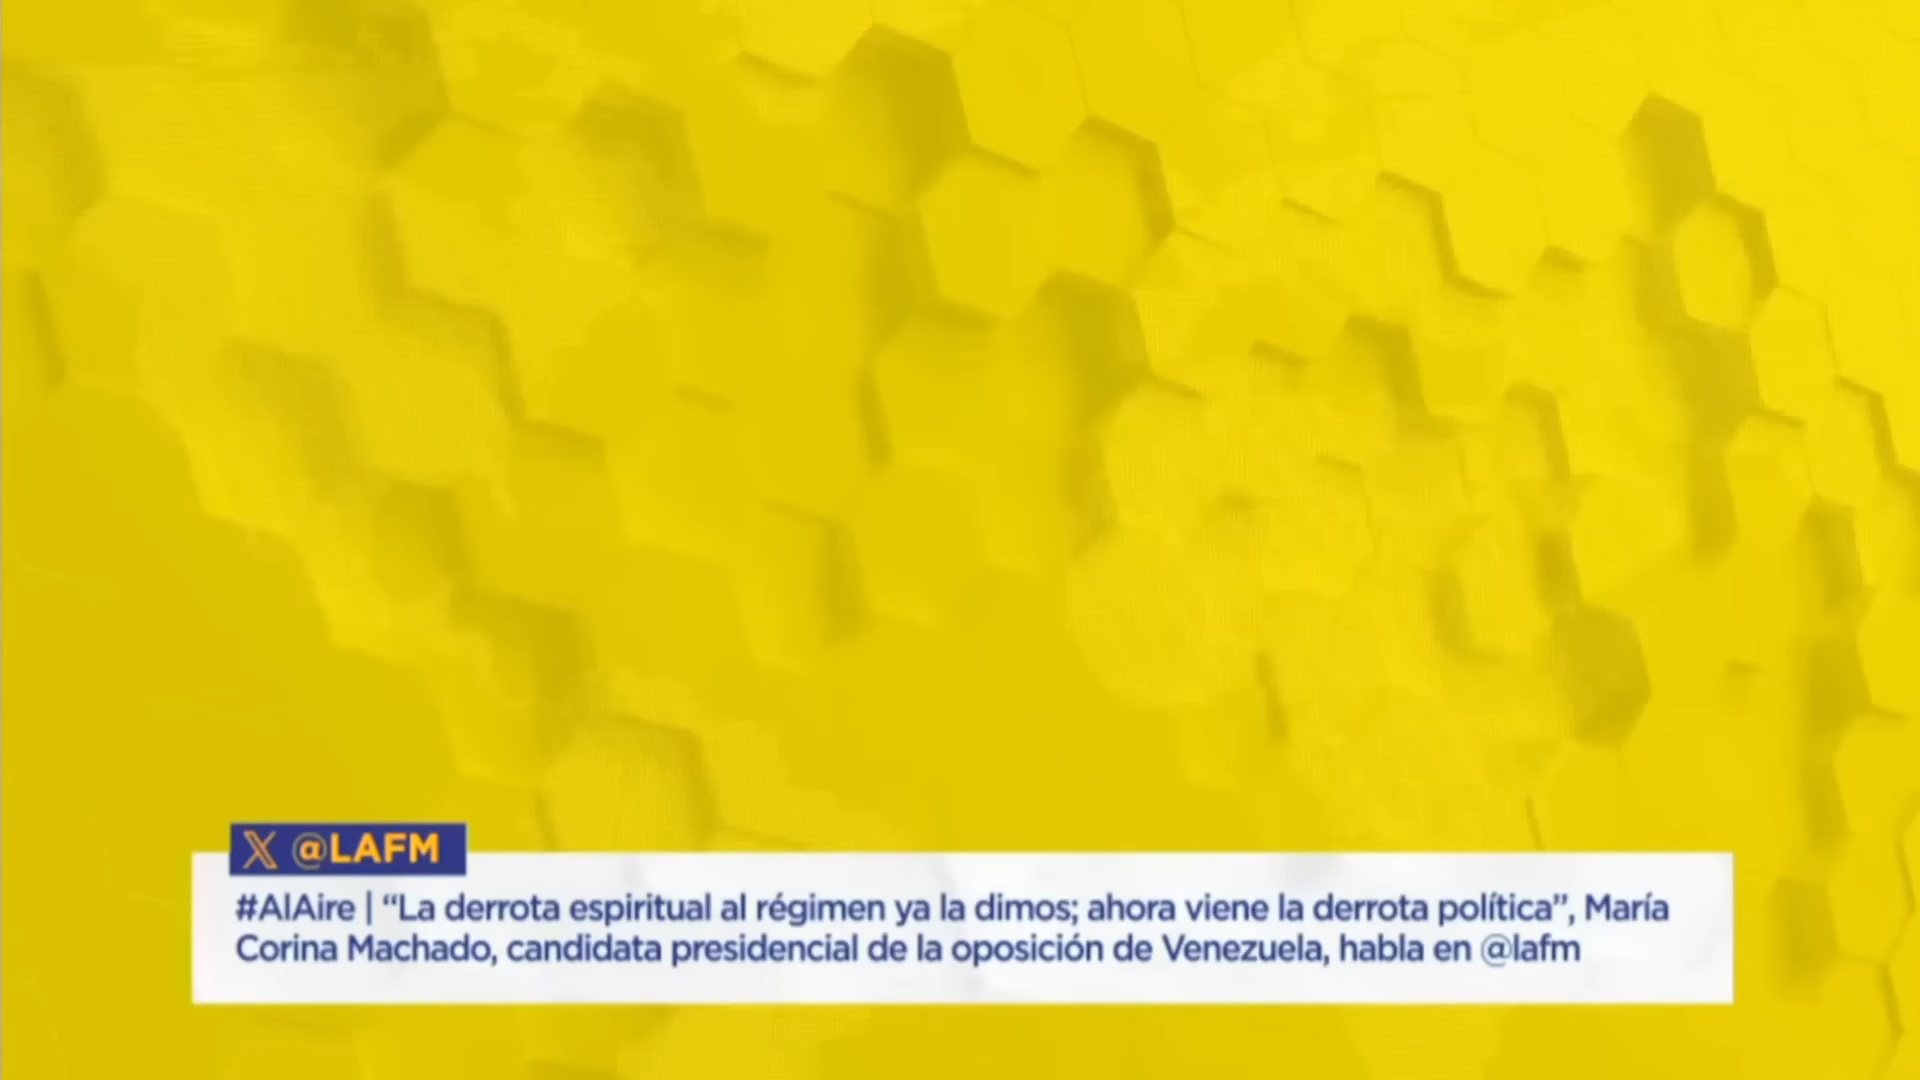 X @LAFM
#AlAire | “La derrota espiritual al régimen ya la dimos; ahora viene la derrota política”, María
Corina Machado, candidata presidencial de la oposición de Venezuela, habla en @lafm